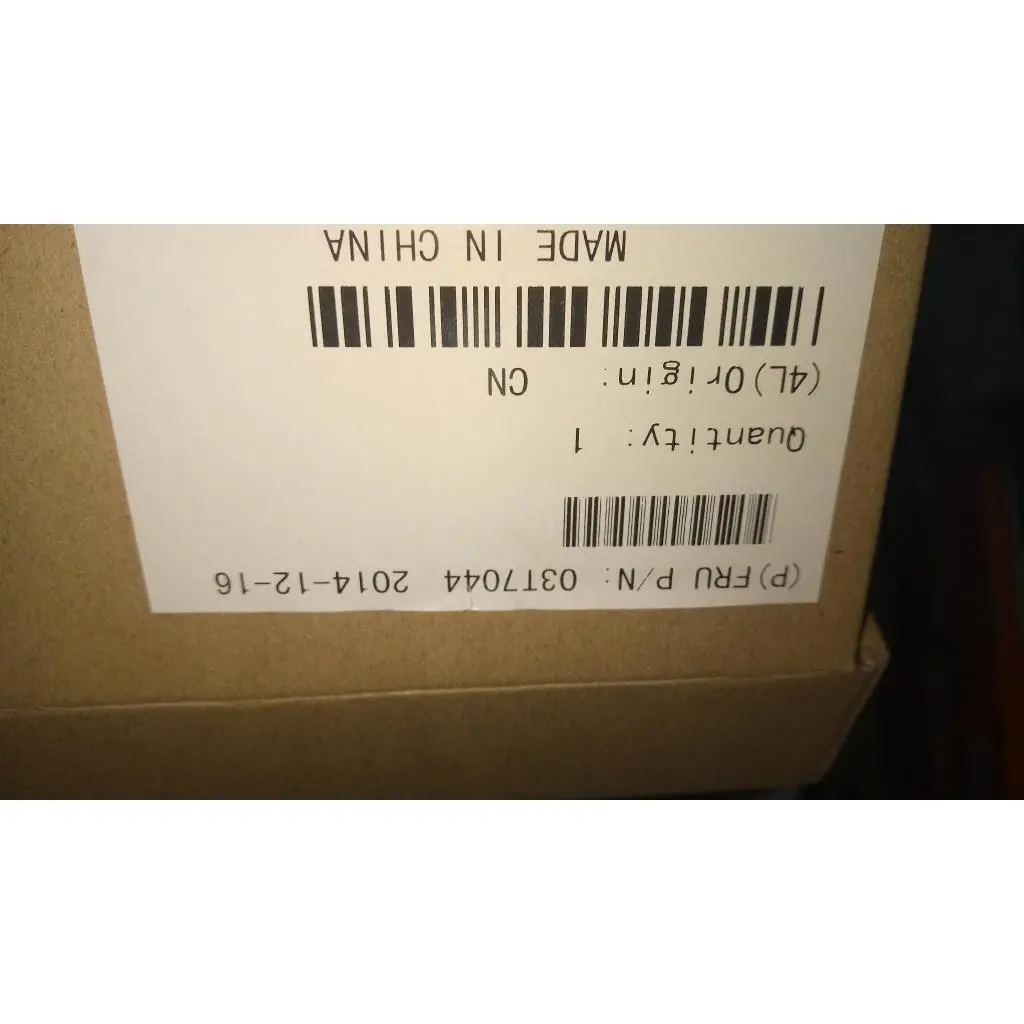 (P)FRU P/N: 03T7044 2014-12-16
Quantity: 1
(4L)Origin: CN
MADE IN CHINA